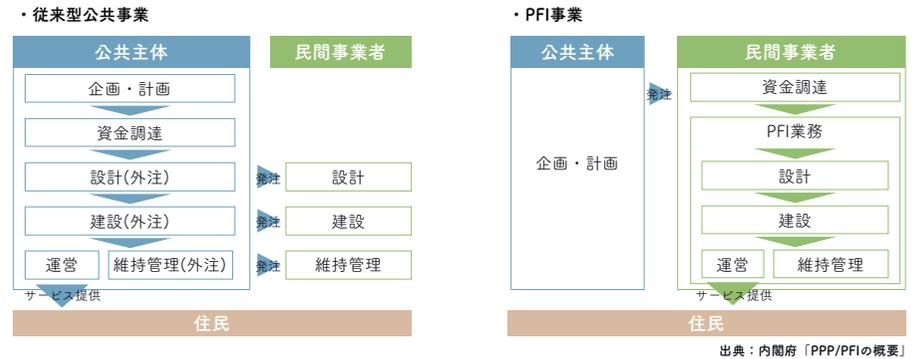 ・従来型公共事業
公共主体
民間事業者
企画・計画
資金調達
設計(外注)
発注
設計
建設(外注)
発注
建設
運営
維持管理(外注)
発注
維持管理
サービス提供
住民
・PFI事業
公共主体
民間事業者
企画・計画
発注
資金調達
PFI業務
設計
建設
運営
維持管理
サービス提供
住民
出典：内閣府「PPP/PFIの概要」